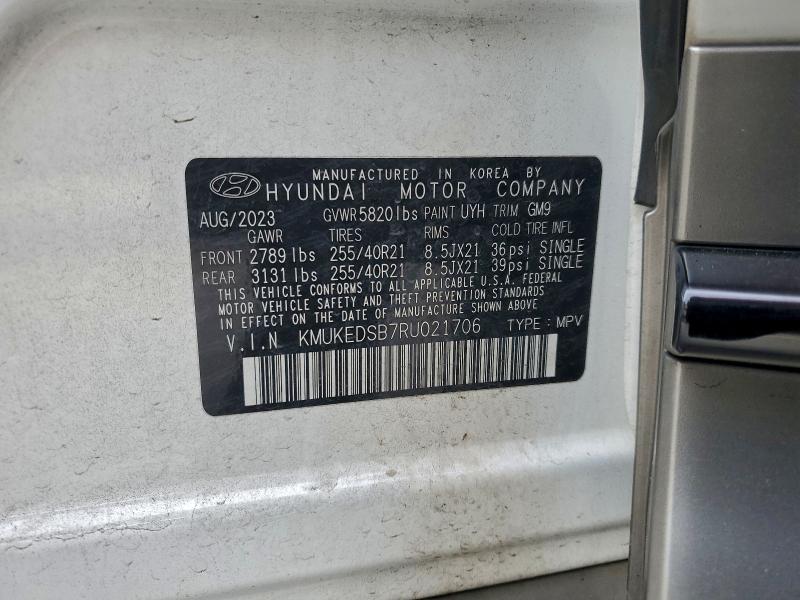 MANUFACTURED IN KOREA BY
HYUNDAI MOTOR COMPANY
AUG/2023 GVWR 5820 lbs PAINT UYH TRIM GM9
GAWR TIRES RIMS COLD TIRE INFL
FRONT 2789 lbs 255/40R21 8.5JX21 36psi SINGLE
REAR 3131 lbs 255/40R21 8.5JX21 39psi SINGLE
THIS VEHICLE CONFORMS TO ALL APPLICABLE U.S.A. FEDERAL
MOTOR VEHICLE SAFETY AND THEFT PREVENTION STANDARDS
IN EFFECT ON THE DATE OF MANUFACTURE SHOWN ABOVE.
V.I.N KMUKEDSB7RU021706 TYPE : MPV